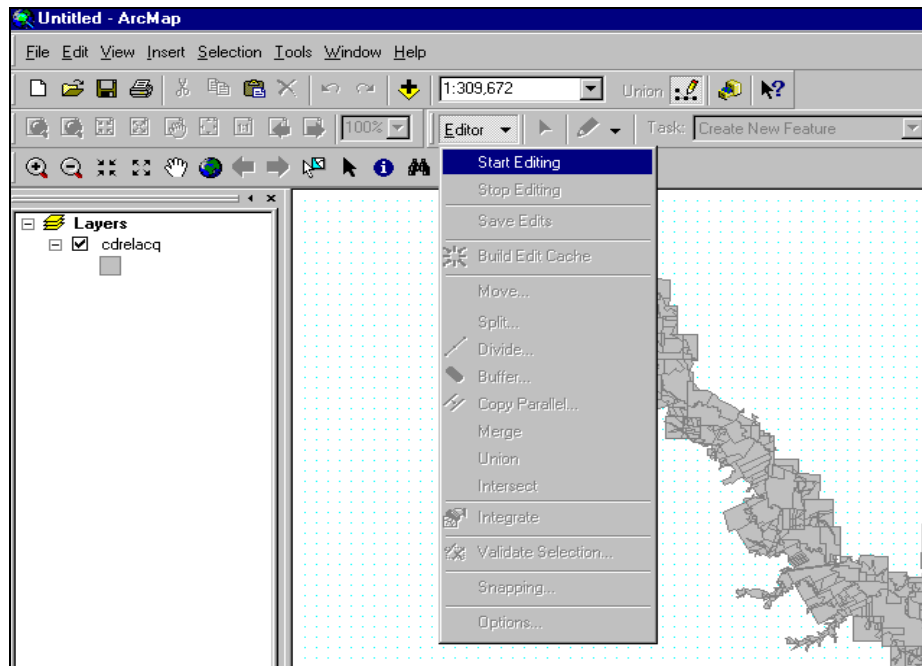 Untitled - ArcMap
File Edit View Insert Selection Tools Window Help
1:309,672 Union
100% Editor Task: Create New Feature
Start Editing
Stop Editing
Layers
Save Edits
cdrelacq
Build Edit Cache
Move...
Split...
Divide...
Buffer...
Copy Parallel...
Merge
Union
Intersect
Integrate
Validate Selection...
Snapping...
Options...